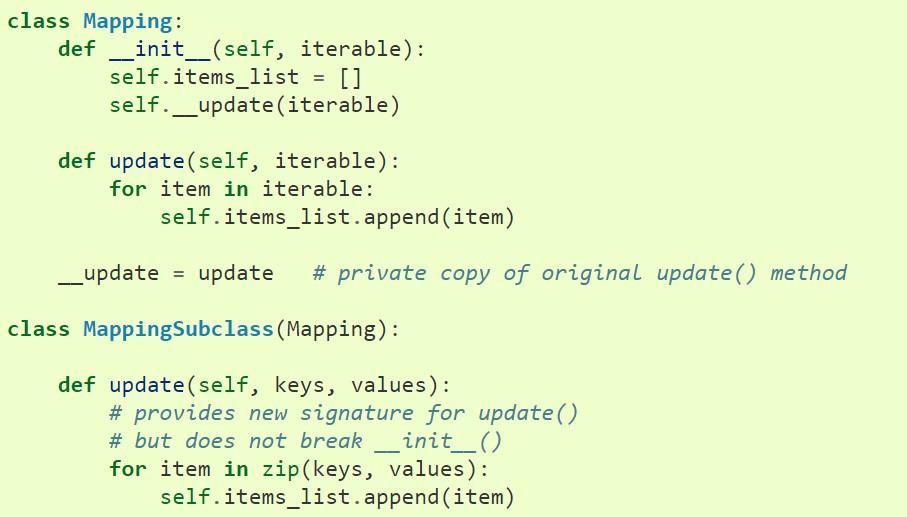 class Mapping:
    def __init__(self, iterable):
        self.items_list = []
        self.__update(iterable)

    def update(self, iterable):
        for item in iterable:
            self.items_list.append(item)

    __update = update   # private copy of original update() method

class MappingSubclass(Mapping):

    def update(self, keys, values):
        # provides new signature for update()
        # but does not break __init__()
        for item in zip(keys, values):
            self.items_list.append(item)